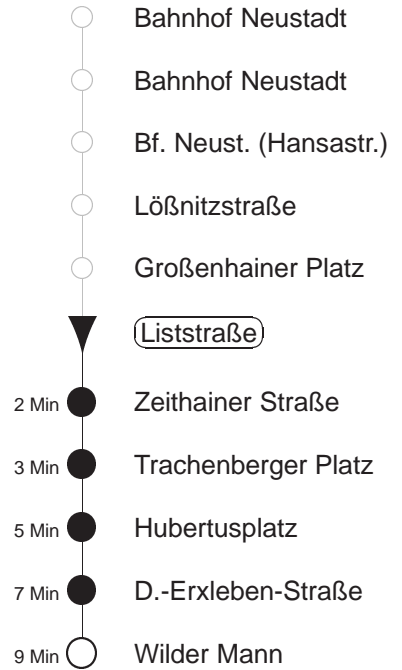 Bahnhof Neustadt
Bahnhof Neustadt
Bf. Neust. (Hansastr.)
Lößnitzstraße
Großenhainer Platz
Liststraße
2 Min Zeithainer Straße
3 Min Trachenberger Platz
5 Min Hubertusplatz
7 Min D.-Erxleben-Straße
9 Min Wilder Mann